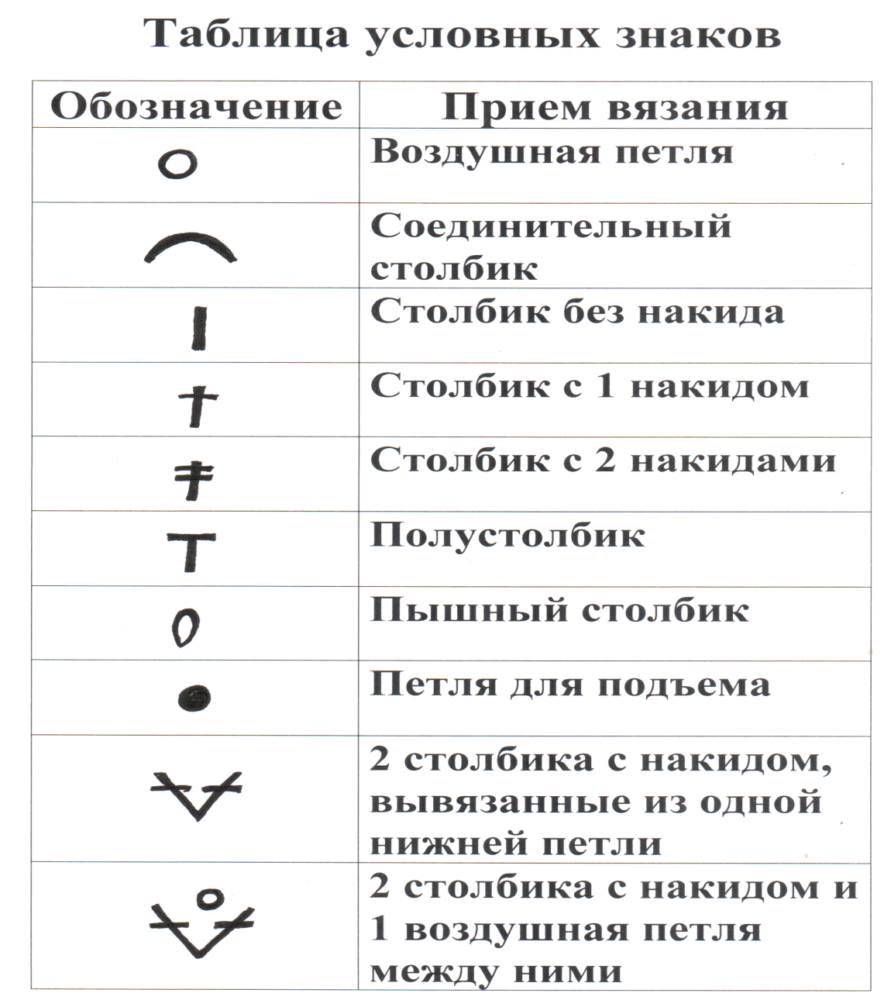 Таблица условных знаков
Обозначение Прием вязания
Воздушная петля
Соединительный
столбик
Столбик без накида
Столбик с 1 накидом
Столбик с 2 накидами
Полустолбик
Пышный столбик
Петля для подъема
2 столбика с накидом,
вывязанные из одной
нижней петли
2 столбика с накидом и
1 воздушная петля
между ними